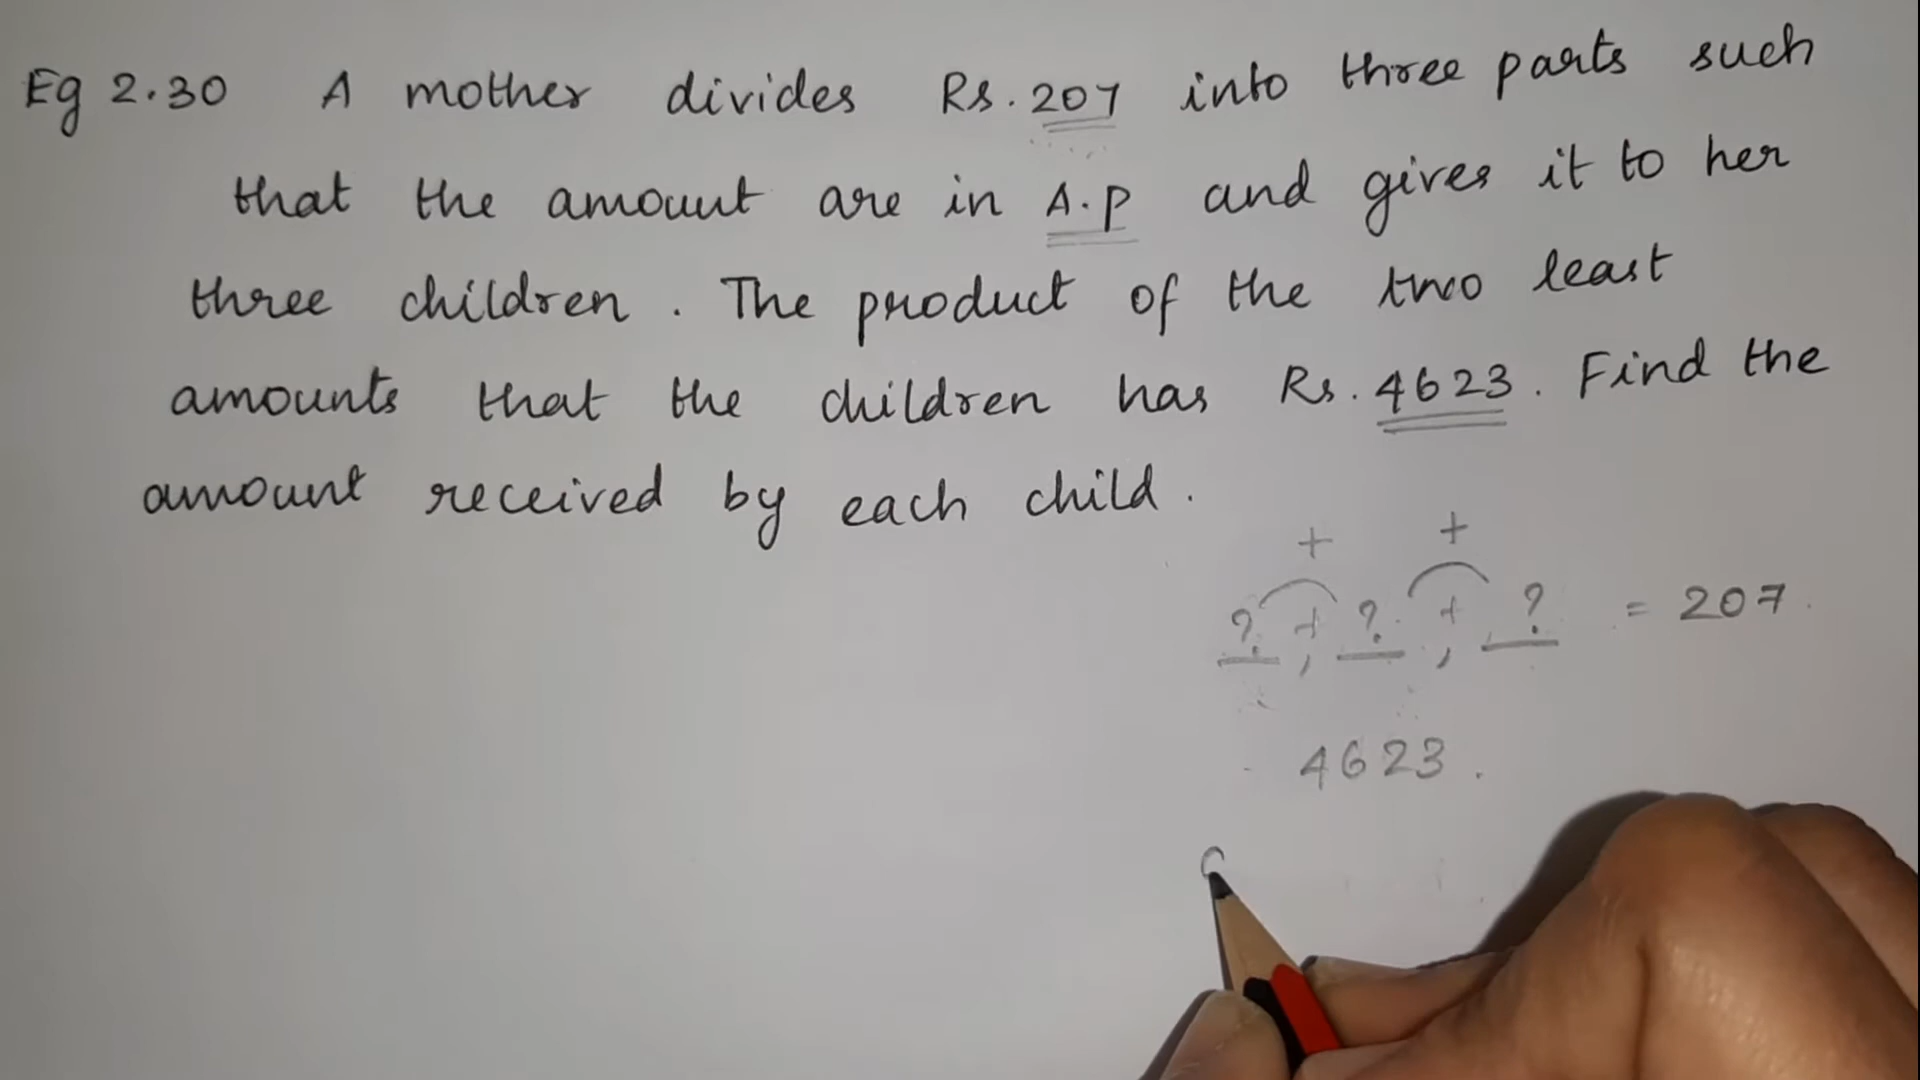 Eg 2.30 A mother divides Rs. 207 into three parts such
that the amount are in A.P and gives it to her
three children. The product of the two least
amounts that the children has Rs. 4623. Find the
amount received by each child.
+ +
? , + ? , + ? = 207
4623.